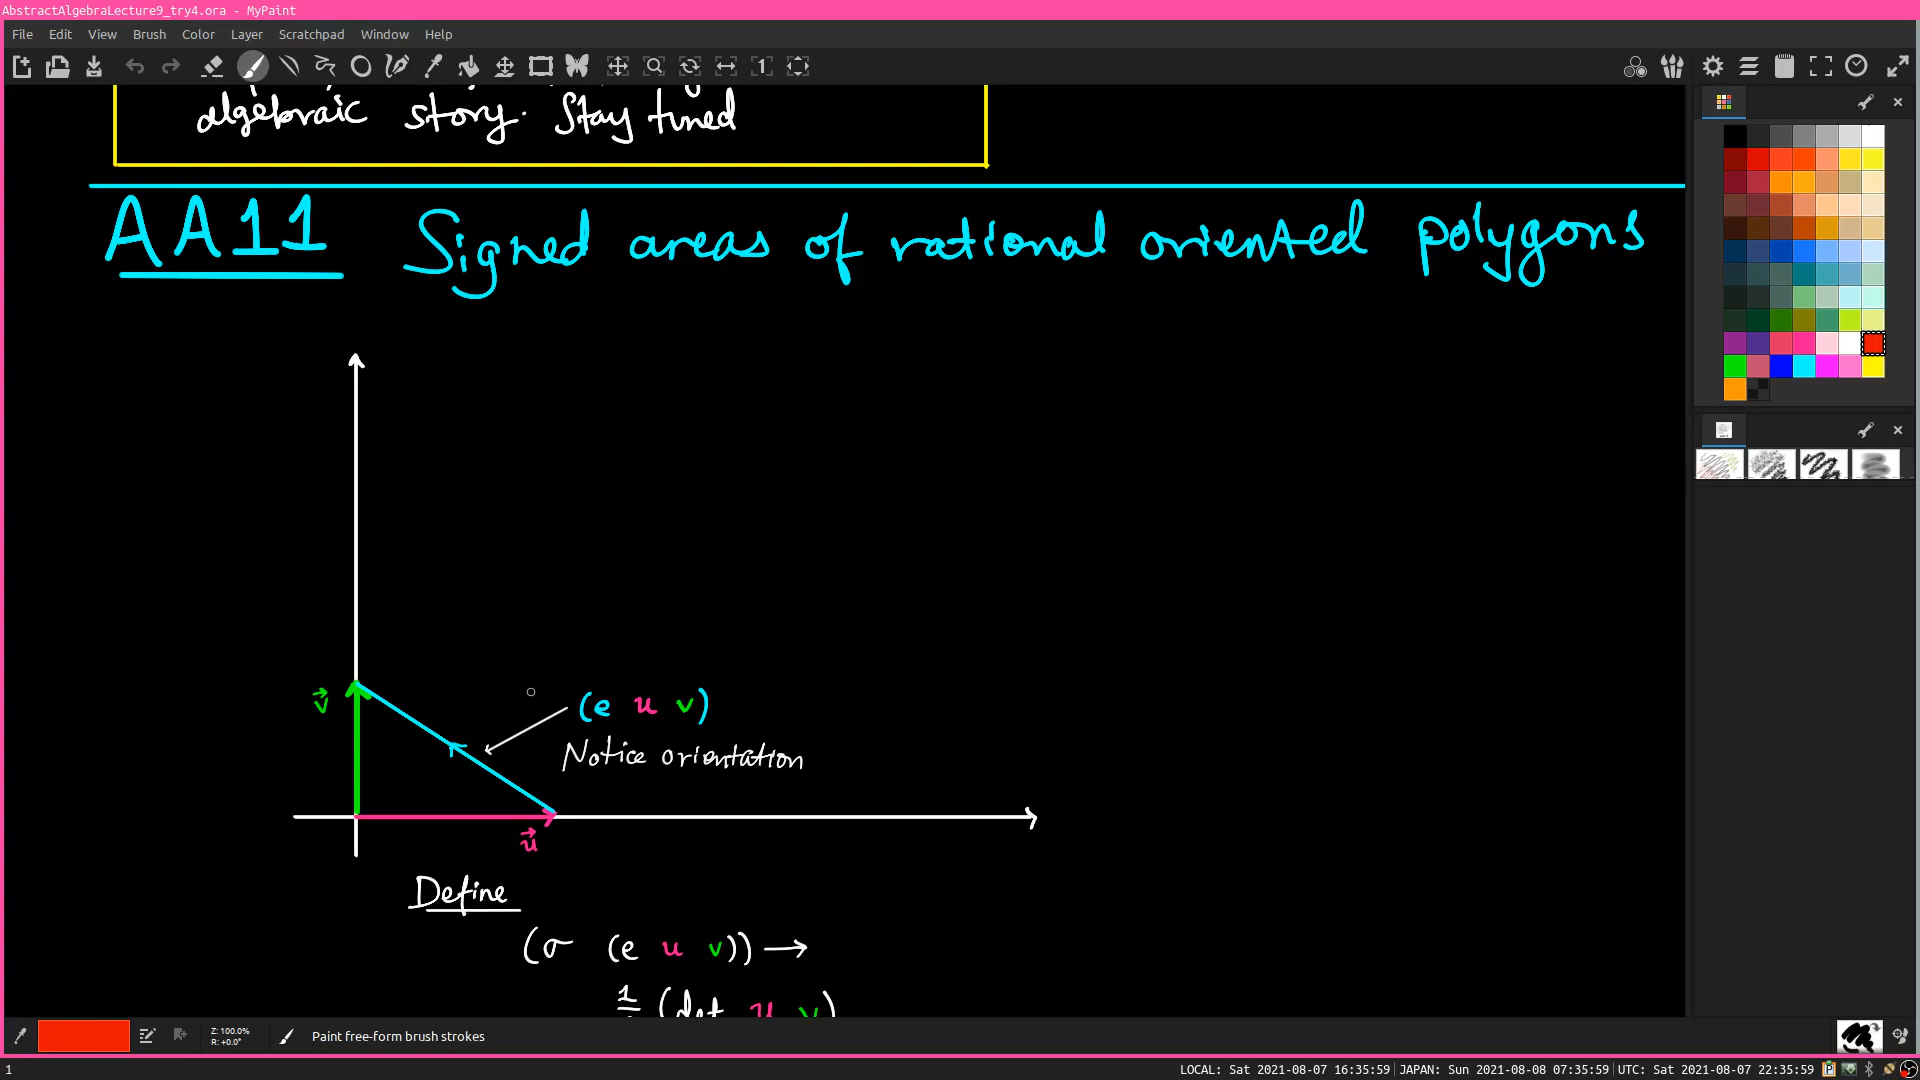 AbstractAlgebraLecture9_try4.ora - MyPaint
File Edit View Brush Color Layer Scratchpad Window Help
algebraic story. Stay tuned
AA11 Signed areas of rational oriented polygons
v
(e u v)
Notice orientation
u
Define
(σ (e u v)) →
1 (det u v)
Z: 100.0%
R: +0.0°
Paint free-form brush strokes
1 LOCAL: Sat 2021-08-07 16:35:59 | JAPAN: Sun 2021-08-08 07:35:59 | UTC: Sat 2021-08-07 22:35:59